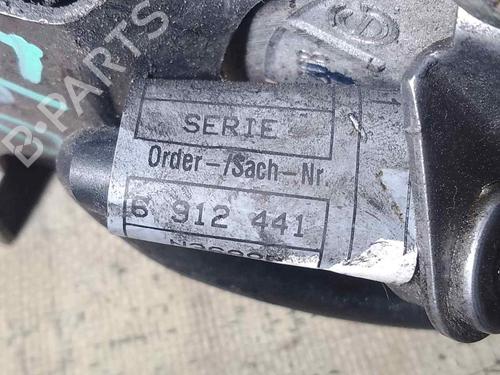 B-PARTS
SERIE
Order-/Sach-Nr.
6 912 441